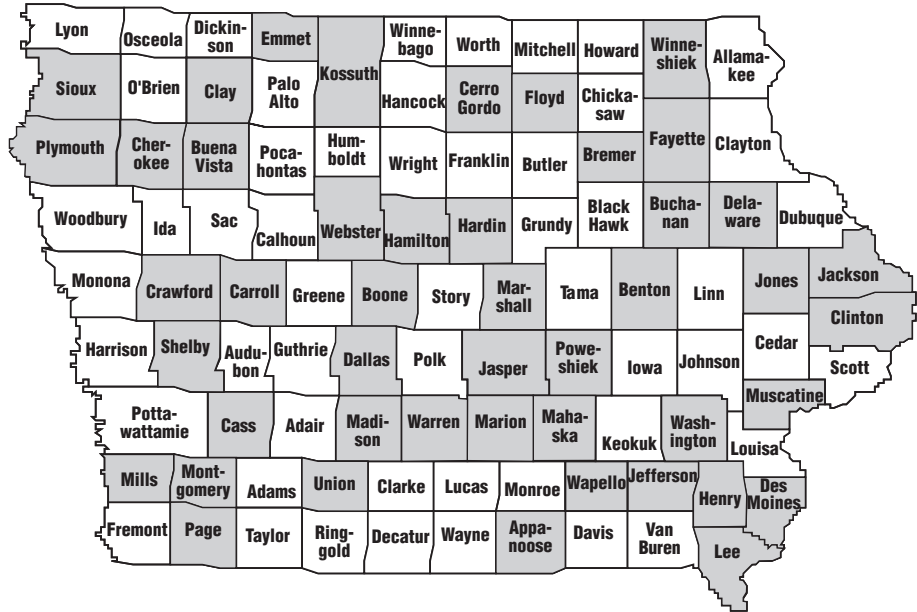 Lyon
Osceola
Dickin-
son
Emmet
Kossuth
Winne-
bago
Worth
Mitchell
Howard
Winne-
shiek
Allama-
kee
Sioux
O'Brien
Clay
Palo
Alto
Hancock
Cerro
Gordo
Floyd
Chicka-
saw
Fayette
Clayton
Plymouth
Cher-
okee
Buena
Vista
Poca-
hontas
Hum-
boldt
Wright
Franklin
Butler
Bremer
Woodbury
Ida
Sac
Calhoun
Webster
Hamilton
Hardin
Grundy
Black
Hawk
Bucha-
nan
Dela-
ware
Dubuque
Monona
Crawford
Carroll
Greene
Boone
Story
Mar-
shall
Tama
Benton
Linn
Jones
Jackson
Clinton
Harrison
Shelby
Audu-
bon
Guthrie
Dallas
Polk
Jasper
Powe-
shiek
Iowa
Johnson
Cedar
Scott
Muscatine
Potta-
wattamie
Cass
Adair
Madi-
son
Warren
Marion
Maha-
ska
Keokuk
Wash-
ington
Louisa
Mills
Mont-
gomery
Adams
Union
Clarke
Lucas
Monroe
Wapello
Jefferson
Henry
Des
Moines
Fremont
Page
Taylor
Ring-
gold
Decatur
Wayne
Appa-
noose
Davis
Van
Buren
Lee